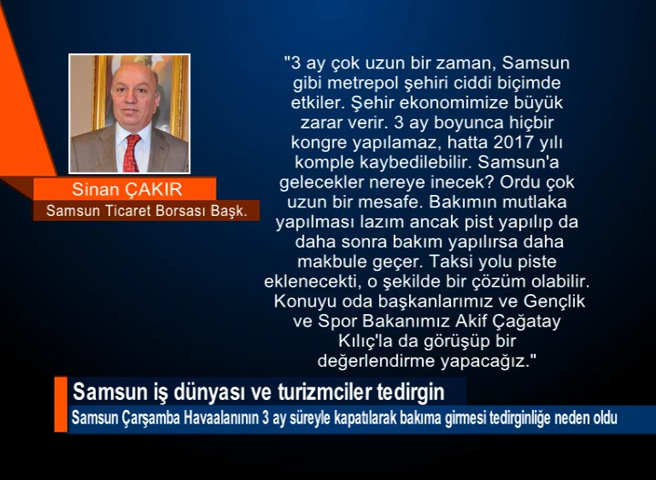 "3 ay çok uzun bir zaman, Samsun
gibi metrepol şehiri ciddi biçimde
etkiler. Şehir ekonomimize büyük
zarar verir. 3 ay boyunca hiçbir
kongre yapılamaz, hatta 2017 yılı
komple kaybedilebilir. Samsun'a
gelecekler nereye inecek? Ordu çok
uzun bir mesafe. Bakımın mutlaka
yapılması lazım ancak pist yapılıp da
daha sonra bakım yapılırsa daha
makbule geçer. Taksi yolu piste
eklenecekti, o şekilde bir çözüm olabilir.
Konuyu oda başkanlarımız ve Gençlik
ve Spor Bakanımız Akif Çağatay
Kılıç'la da görüşüp bir
değerlendirme yapacağız."
Sinan ÇAKIR
Samsun Ticaret Borsası Başk.
Samsun iş dünyası ve turizmciler tedirgin
Samsun Çarşamba Havaalanının 3 ay süreyle kapatılarak bakıma girmesi tedirginliğe neden oldu